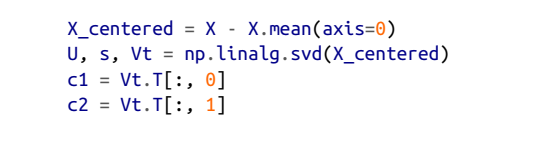 X_centered = X - X.mean(axis=0)
U, s, Vt = np.linalg.svd(X_centered)
c1 = Vt.T[:, 0]
c2 = Vt.T[:, 1]